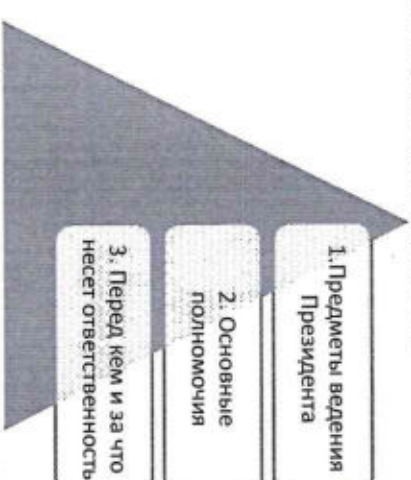 1.Предметы ведения
Президента
2. Основные
полномочия
3. Перед кем и за что
несет ответственность